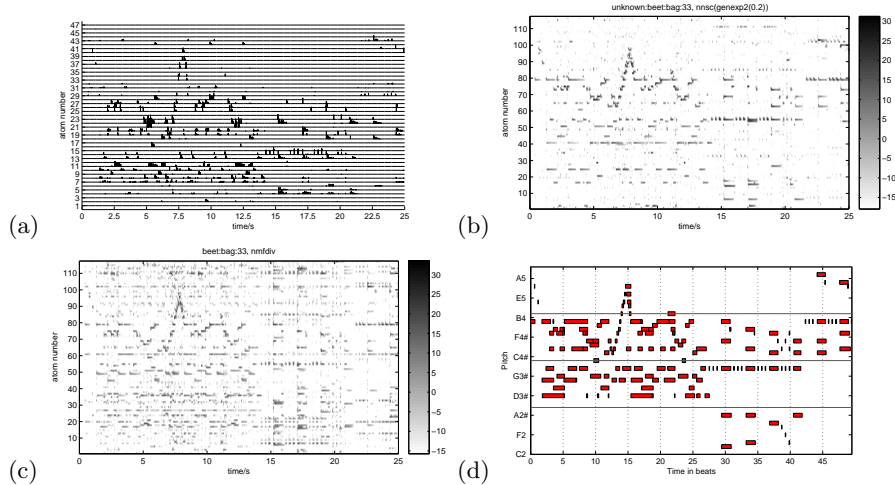 47
45
43
41
39
37
35
33
31
29
27
25
23
21
19
17
15
13
11
9
7
5
3
1
atom number
0 2.5 5 7.5 10 12.5 15 17.5 20 22.5 25
time/s
(a)
unknown:beet:bag:33, nnsc(genexp2(0.2))
100
80
60
40
20
atom number
0 5 10 15 20 25
time/s
30
25
20
15
10
5
0
−5
−10
−15
(b)
beet:bag:33, nmfdiv
110
100
90
80
70
60
50
40
30
20
10
atom number
0 5 10 15 20 25
time/s
30
25
20
15
10
5
0
−5
−10
−15
(c)
A5
E5
B4
F4#
C4#
G3#
D3#
A2#
F2
C2
Pitch
0 5 10 15 20 25 30 35 40 45
Time in beats
(d)